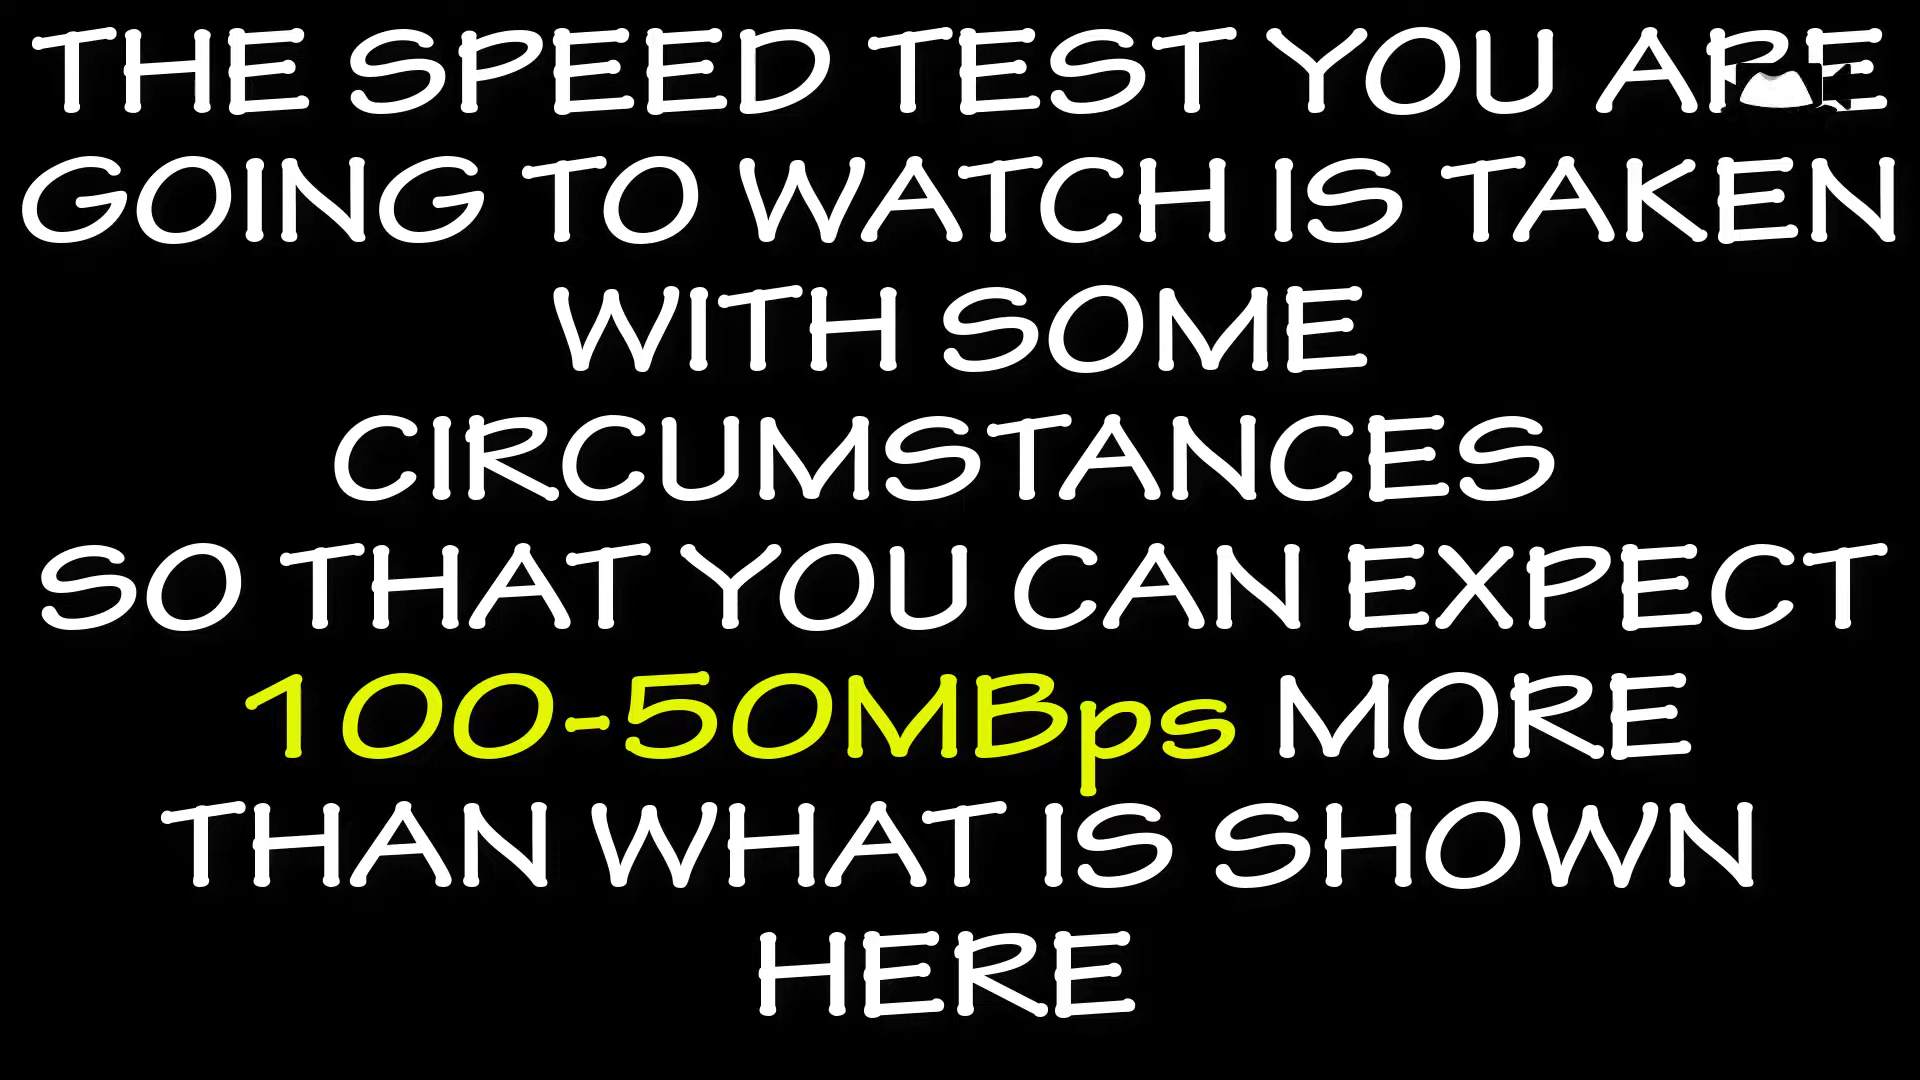 THE SPEED TEST YOU ARE
GOING TO WATCH IS TAKEN
WITH SOME
CIRCUMSTANCES
SO THAT YOU CAN EXPECT
100-50MBps MORE
THAN WHAT IS SHOWN
HERE